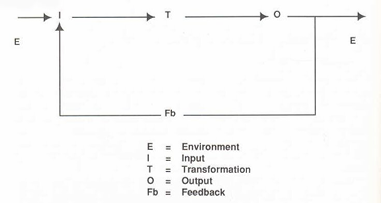 I T O
E E
Fb
E = Environment
I = Input
T = Transformation
O = Output
Fb = Feedback